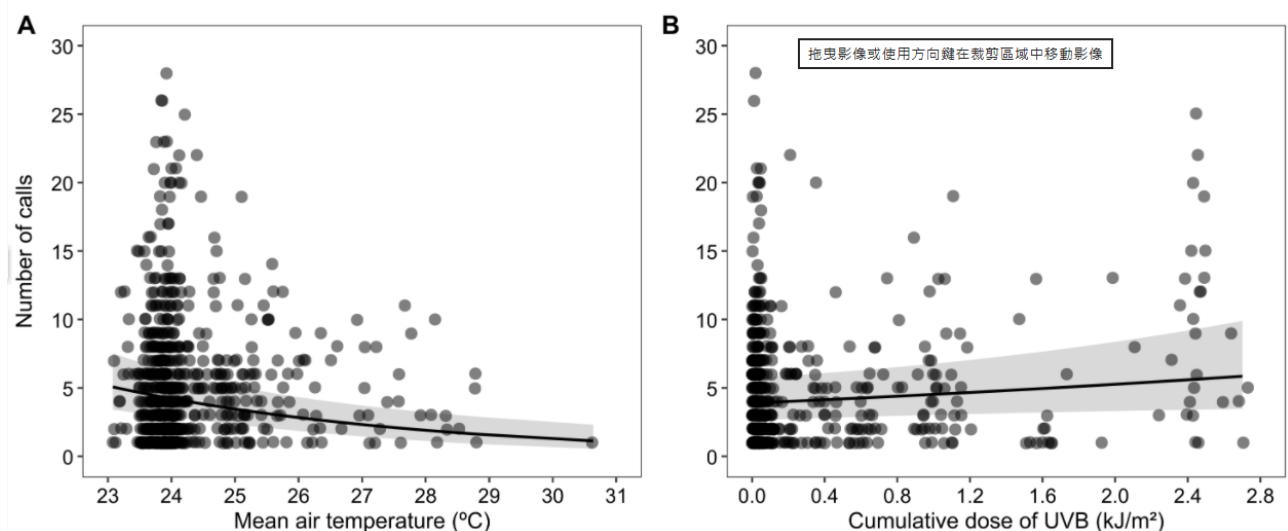 A
B
拖曳影像或使用方向鍵在裁剪區域中移動影像
Number of calls
30
25
20
15
10
5
0
23 24 25 26 27 28 29 30 31
Mean air temperature (ºC)
30
25
20
15
10
5
0
0.0 0.4 0.8 1.2 1.6 2.0 2.4 2.8
Cumulative dose of UVB (kJ/m²)